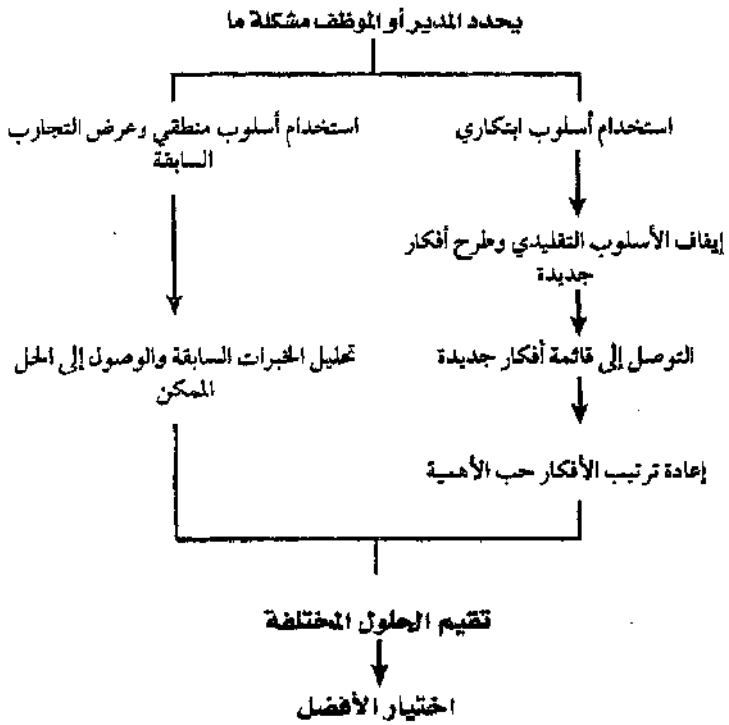 يحدد المدير أو الموظف مشكلة ما
استخدام أسلوب ابتكاري
استخدام أسلوب منطقي وعرض التجارب
السابقة
إيفاف الأسلوب التقليدي وطرح أفكار
جديدة
التوصل إلى قائمة أفكار جديدة
تحليل الخبرات السابقة والوصول إلى الحل
الممكن
إعادة ترتيب الأفكار حب الأهمية
تقييم الحلول المختلفة
اختيار الأفضل